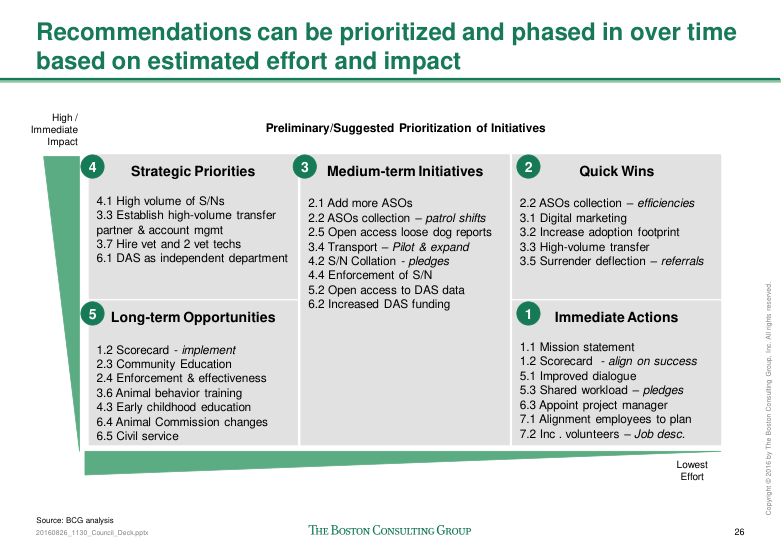 Recommendations can be prioritized and phased in over time
based on estimated effort and impact
High /
Immediate
Impact
Preliminary/Suggested Prioritization of Initiatives
4
Strategic Priorities
4.1 High volume of S/Ns
3.3 Establish high-volume transfer
partner & account mgmt
3.7 Hire vet and 2 vet techs
6.1 DAS as independent department
3
Medium-term Initiatives
2.1 Add more ASOs
2.2 ASOs collection – patrol shifts
2.5 Open access loose dog reports
3.4 Transport – Pilot & expand
4.2 S/N Collation - pledges
4.4 Enforcement of S/N
5.2 Open access to DAS data
6.2 Increased DAS funding
2
Quick Wins
2.2 ASOs collection – efficiencies
3.1 Digital marketing
3.2 Increase adoption footprint
3.3 High-volume transfer
3.5 Surrender deflection – referrals
5
Long-term Opportunities
1.2 Scorecard - implement
2.3 Community Education
2.4 Enforcement & effectiveness
3.6 Animal behavior training
4.3 Early childhood education
6.4 Animal Commission changes
6.5 Civil service
1
Immediate Actions
1.1 Mission statement
1.2 Scorecard - align on success
5.1 Improved dialogue
5.3 Shared workload – pledges
6.3 Appoint project manager
7.1 Alignment employees to plan
7.2 Inc . volunteers – Job desc.
Lowest
Effort
Copyright © 2016 by The Boston Consulting Group, Inc. All rights reserved.
Source: BCG analysis
20160826_1130_Council_Deck.pptx
THE BOSTON CONSULTING GROUP
26